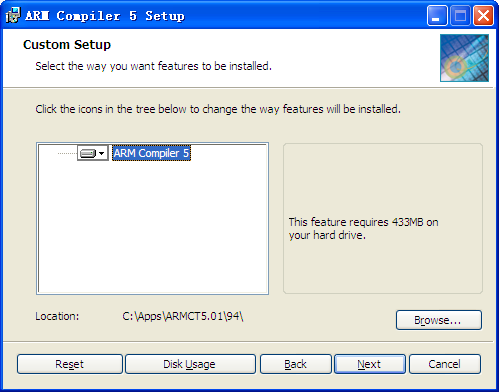 ARM Compiler 5 Setup
Custom Setup
Select the way you want features to be installed.
Click the icons in the tree below to change the way features will be installed.
ARM Compiler 5
This feature requires 433MB on
your hard drive.
Location: C:\Apps\ARMCT5.01\94\
Browse...
Reset Disk Usage Back Next Cancel